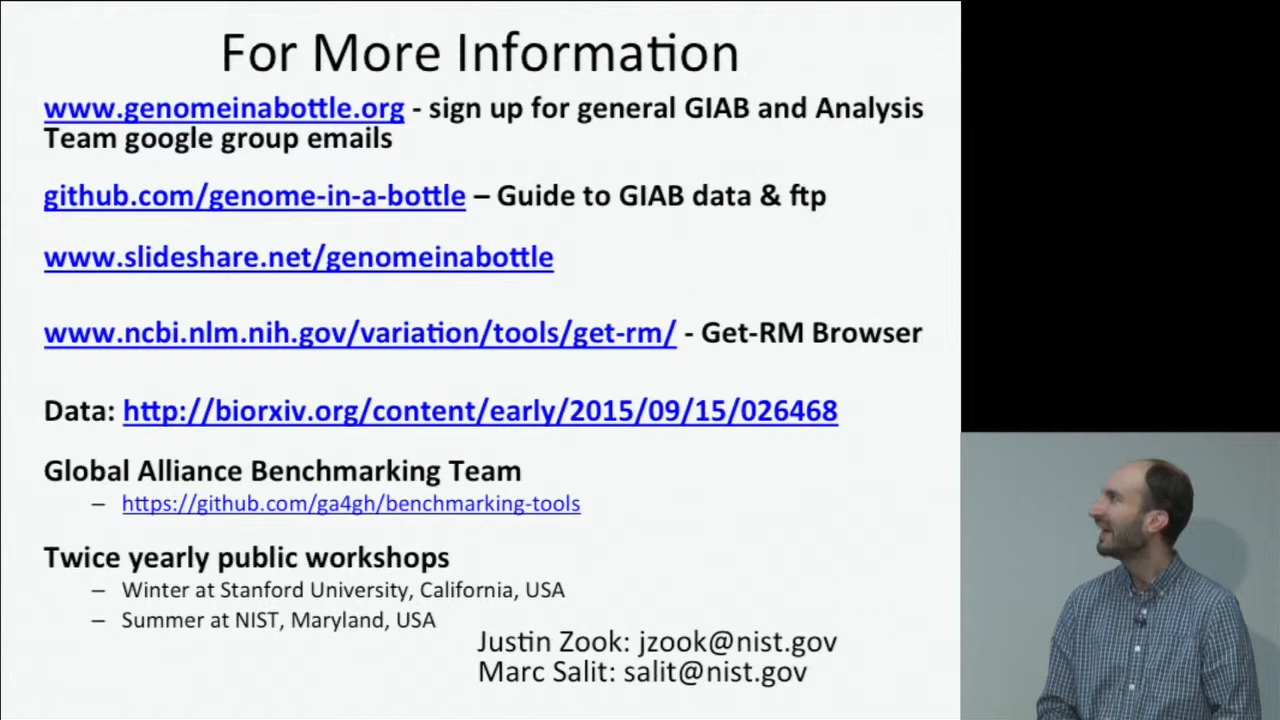 For More Information
www.genomeinabottle.org - sign up for general GIAB and Analysis
Team google group emails
github.com/genome-in-a-bottle – Guide to GIAB data & ftp
www.slideshare.net/genomeinabottle
www.ncbi.nlm.nih.gov/variation/tools/get-rm/ - Get-RM Browser
Data: http://biorxiv.org/content/early/2015/09/15/026468
Global Alliance Benchmarking Team
– https://github.com/ga4gh/benchmarking-tools
Twice yearly public workshops
– Winter at Stanford University, California, USA
– Summer at NIST, Maryland, USA
Justin Zook: jzook@nist.gov
Marc Salit: salit@nist.gov